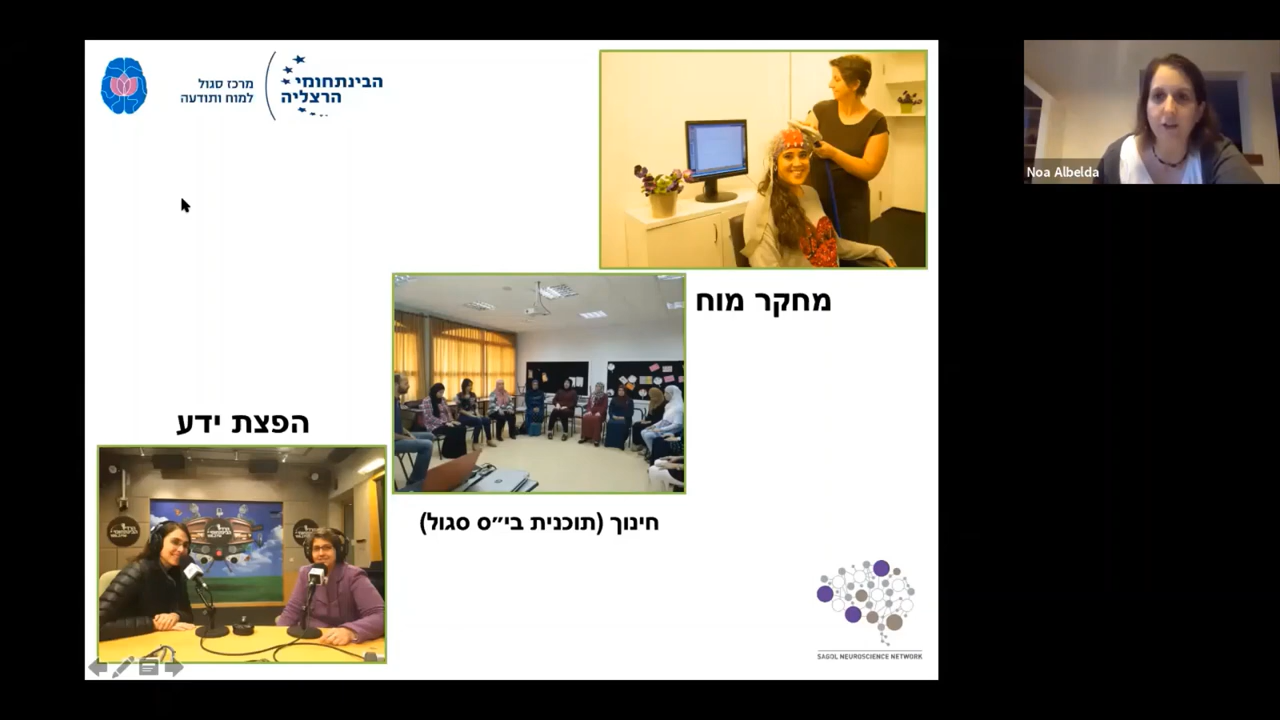 הבינתחומי
הרצליה
מרכז סגול
למוח ותודעה
Noa Albelda
מחקר מוח
חינוך (תוכנית בי״ס סגול)
הפצת ידע
SAGOL NEUROSCIENCE NETWORK